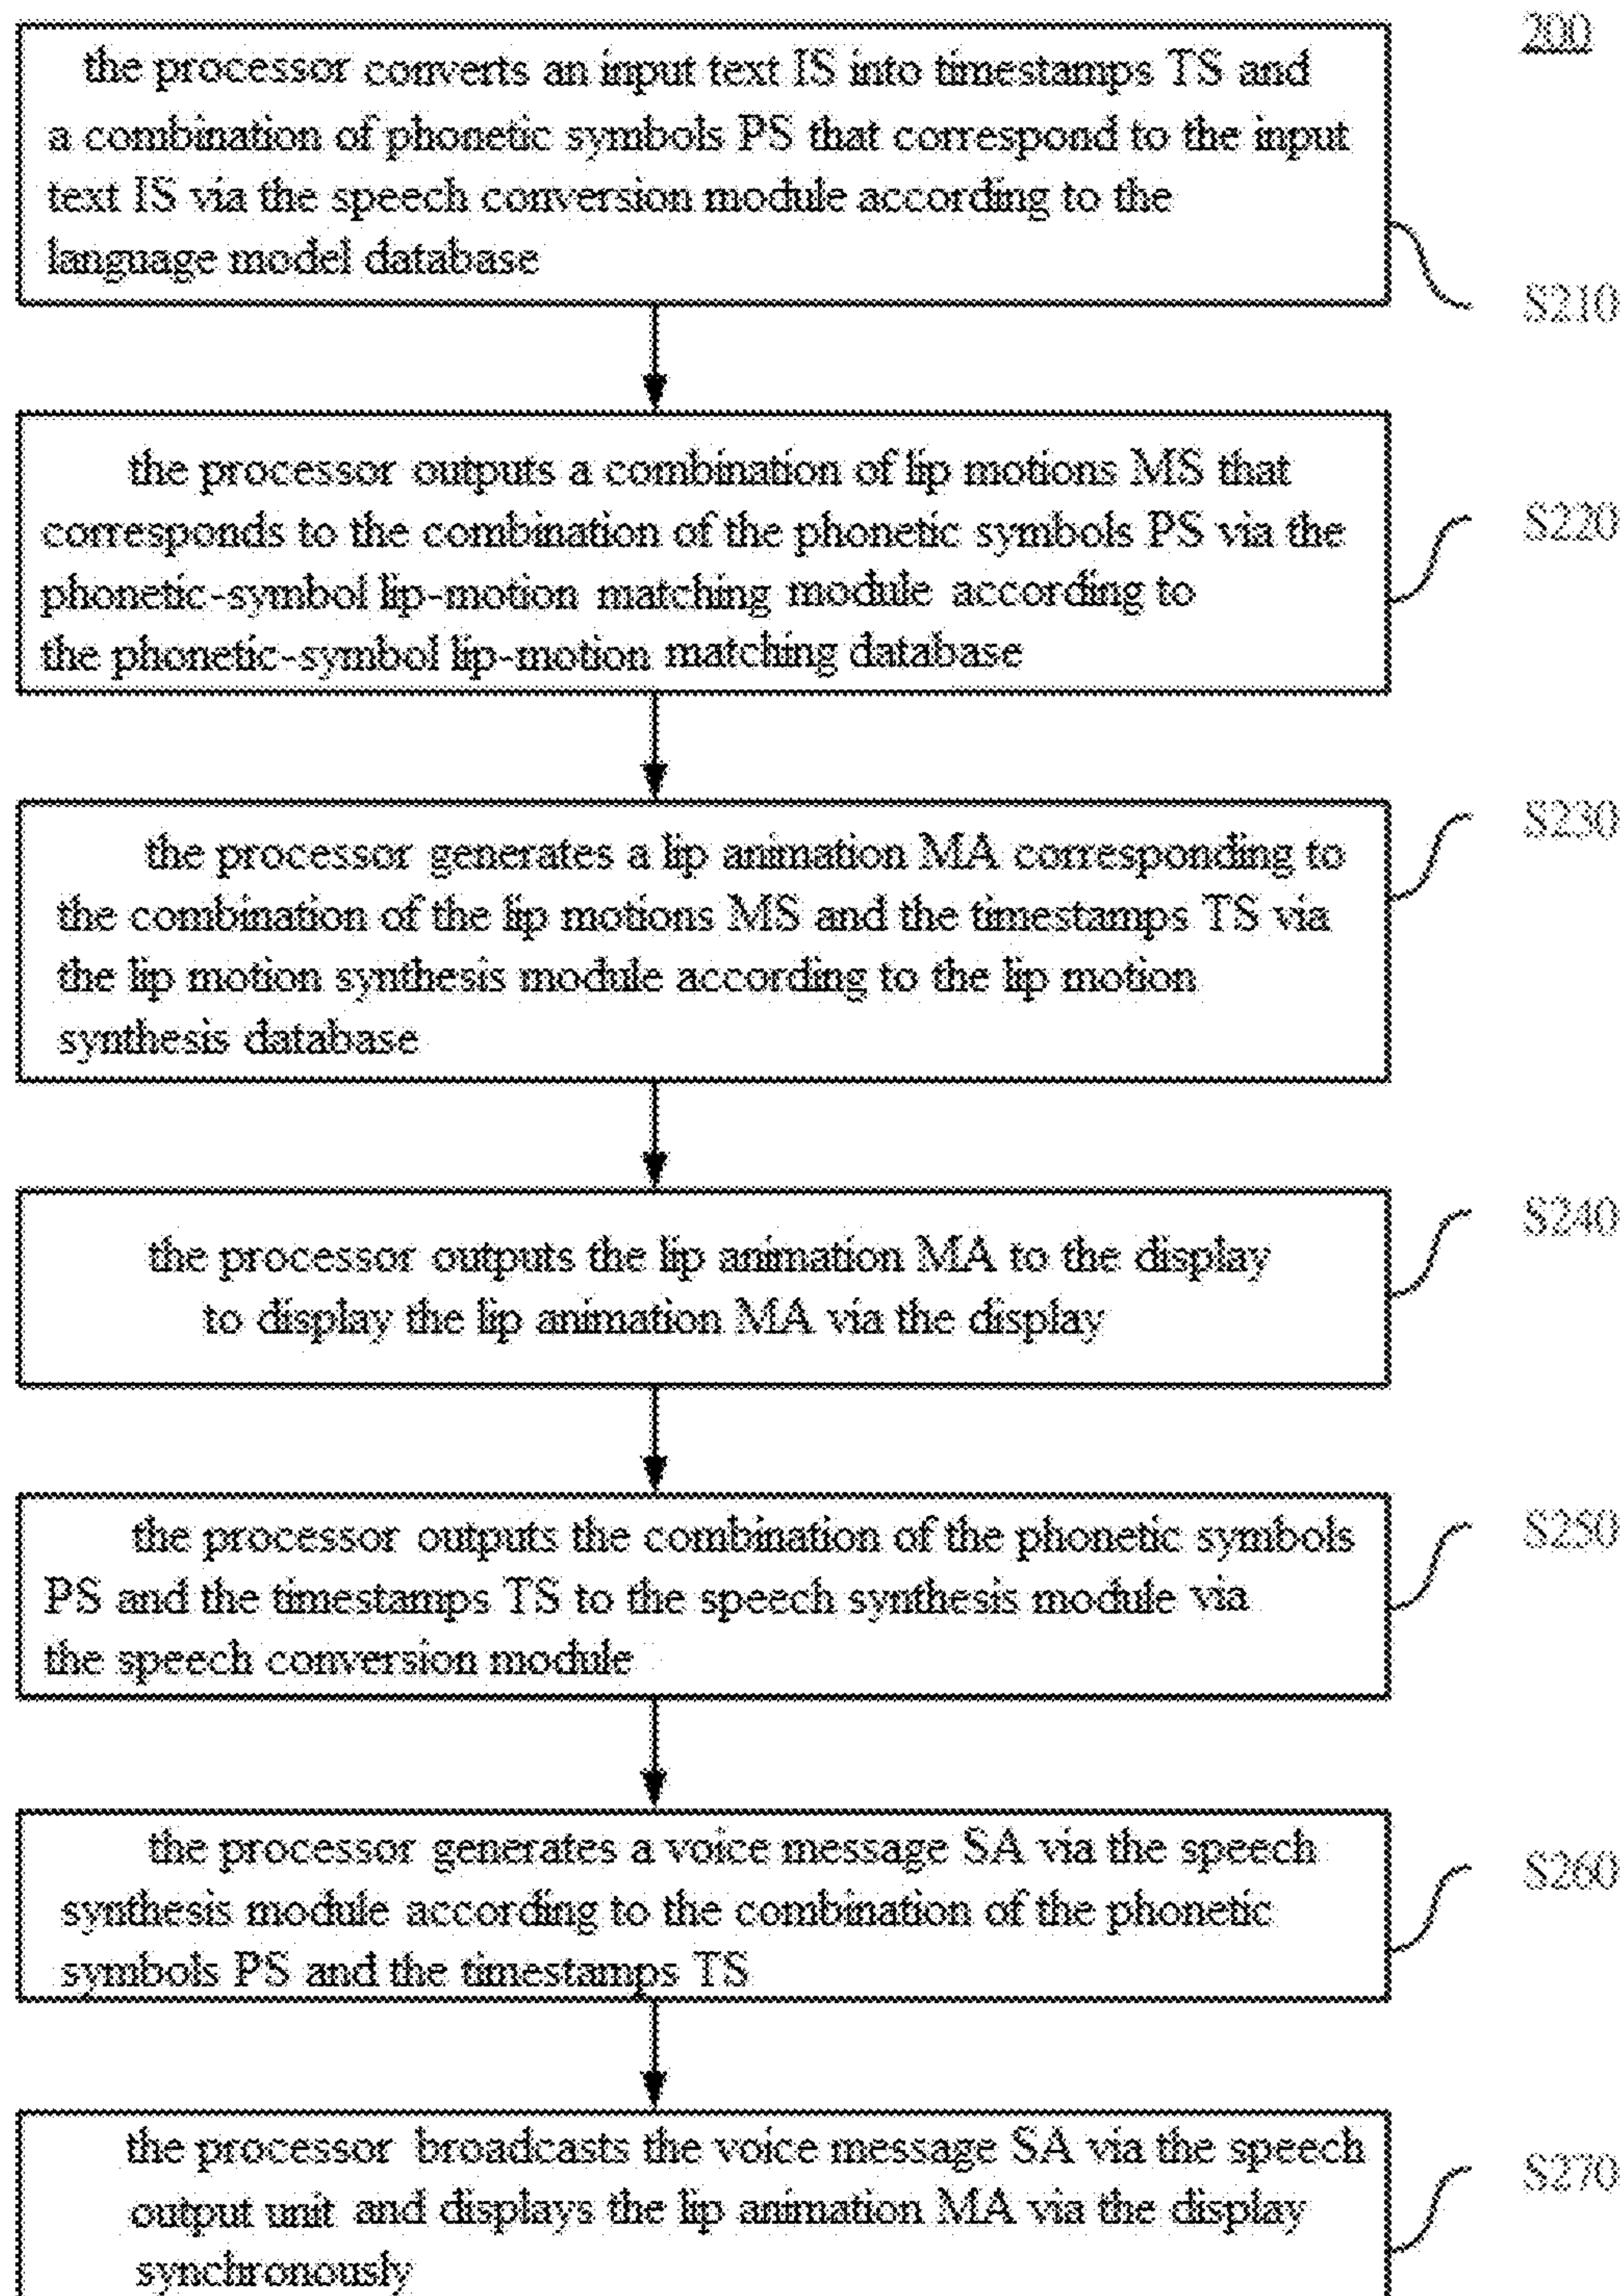 200
the processor converts an input text IS into timestamps TS and
a combination of phonetic symbols PS that correspond to the input
text IS via the speech conversion module according to the
language model database
S210
the processor outputs a combination of lip motions MS that
corresponds to the combination of the phonetic symbols PS via the
phonetic-symbol lip-motion matching module according to
the phonetic-symbol lip-motion matching database
S220
the processor generates a lip animation MA corresponding to
the combination of the lip motions MS and the timestamps TS via
the lip motion synthesis module according to the lip motion
synthesis database
S230
the processor outputs the lip animation MA to the display
to display the lip animation MA via the display
S240
the processor outputs the combination of the phonetic symbols
PS and the timestamps TS to the speech synthesis module via
the speech conversion module
S250
the processor generates a voice message SA via the speech
synthesis module according to the combination of the phonetic
symbols PS and the timestamps TS
S260
the processor broadcasts the voice message SA via the speech
output unit and displays the lip animation MA via the display
synchronously
S270